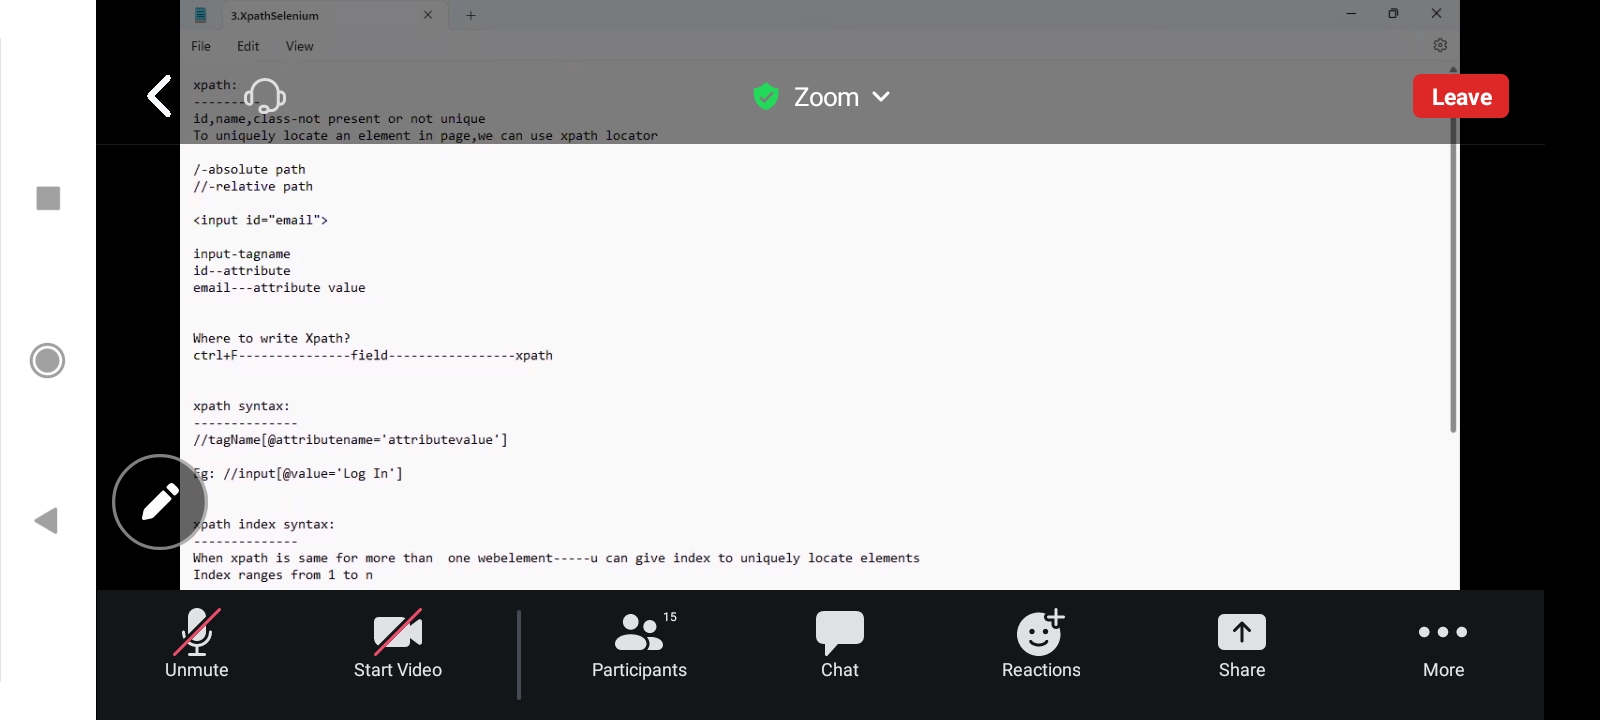 3.XpathSelenium
File Edit View
xpath:
---------
Zoom
Leave
id,name,class-not present or not unique
To uniquely locate an element in page,we can use xpath locator
/-absolute path
//-relative path
<input id="email">
input-tagname
id--attribute
email---attribute value
Where to write Xpath?
ctrl+F---------------field-----------------xpath
xpath syntax:
--------------
//tagName[@attributename='attributevalue']
Eg: //input[@value='Log In']
xpath index syntax:
--------------
When xpath is same for more than  one webelement-----u can give index to uniquely locate elements
Index ranges from 1 to n
15
Unmute Start Video Participants Chat Reactions Share More